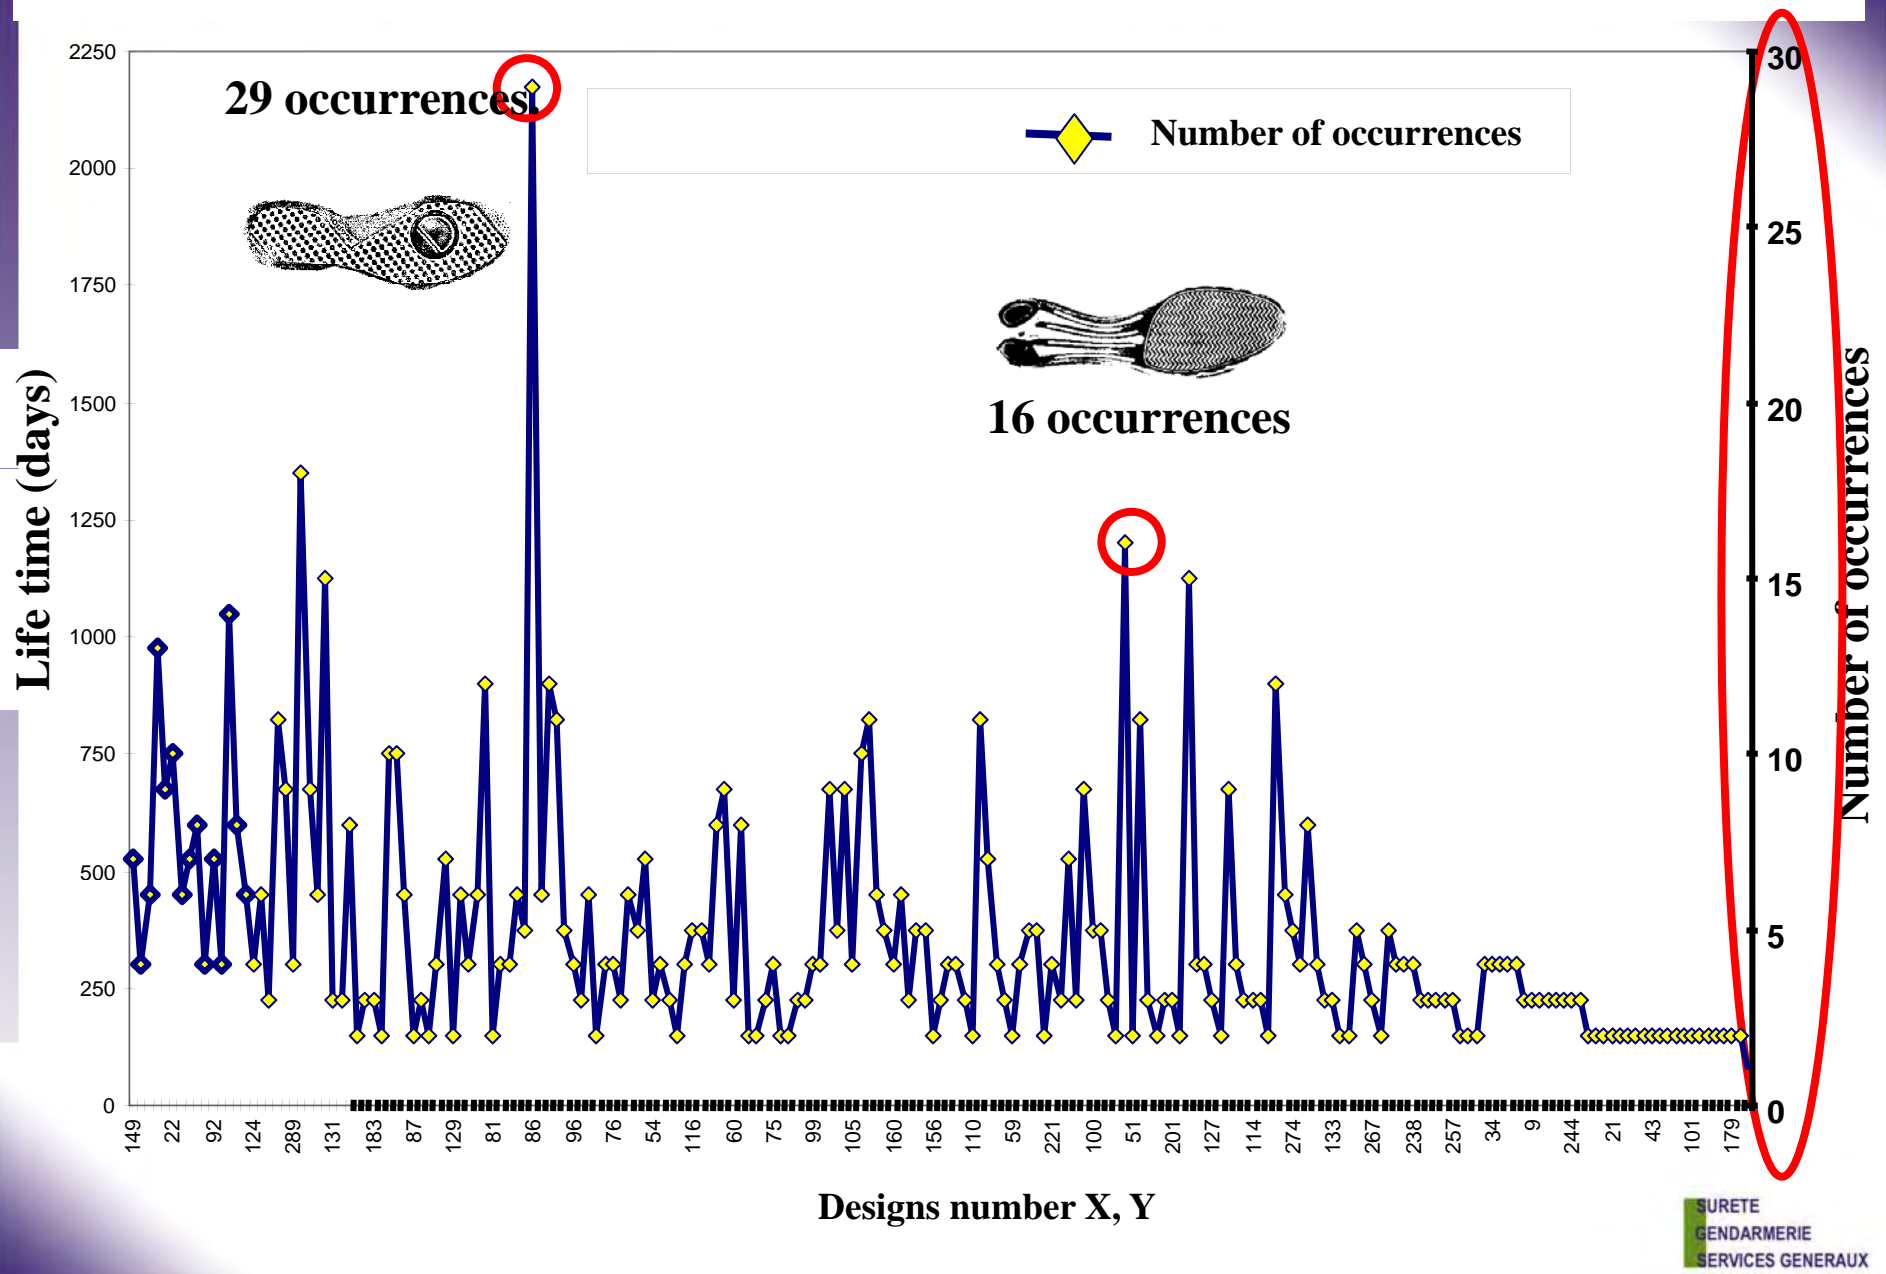 29 occurrences.
Number of occurrences
16 occurrences
Life time (days)
2250
2000
1750
1500
1250
1000
750
500
250
0
30
25
20
15
10
5
0
Number of occurrences
149 22 92 124 289 131 183 87 129 81 86 96 76 54 116 60 75 99 105 160 156 110 59 221 100 51 201 127 114 274 133 267 238 257 34 9 244 21 43 101 179
Designs number X, Y
SURETE
GENDARMERIE
SERVICES GENERAUX